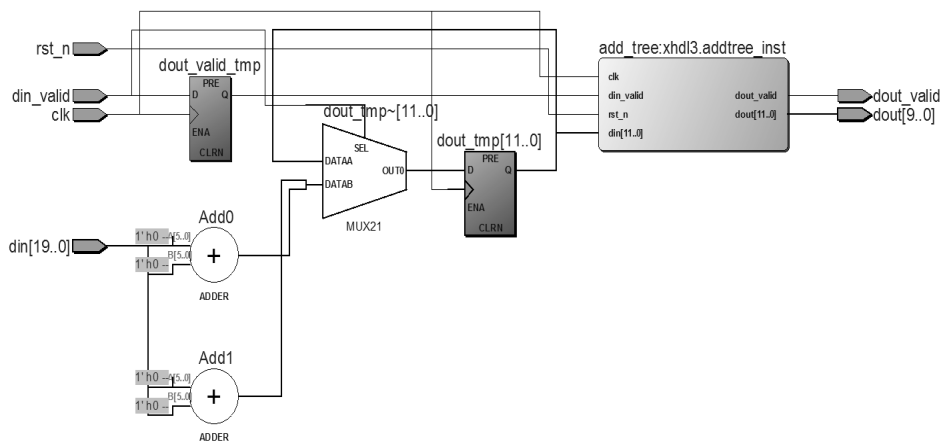 add_tree:xhdl3.addtree_inst
rst_n
dout_valid_tmp
clk
PRE
din_valid
D
Q
din_valid
dout_valid
dout_valid
clk
dout_tmp~[11..0]
rst_n
dout[11..0]
dout[9..0]
ENA
din[11..0]
SEL
dout_tmp[11..0]
CLRN
PRE
DATAA
OUT0
D
Q
DATAB
ENA
MUX21
CLRN
Add0
1' h0 --
A[5..0]
din[19..0]
B[5..0]
+
1' h0 --
ADDER
Add1
1' h0 --
A[5..0]
B[5..0]
+
1' h0 --
ADDER